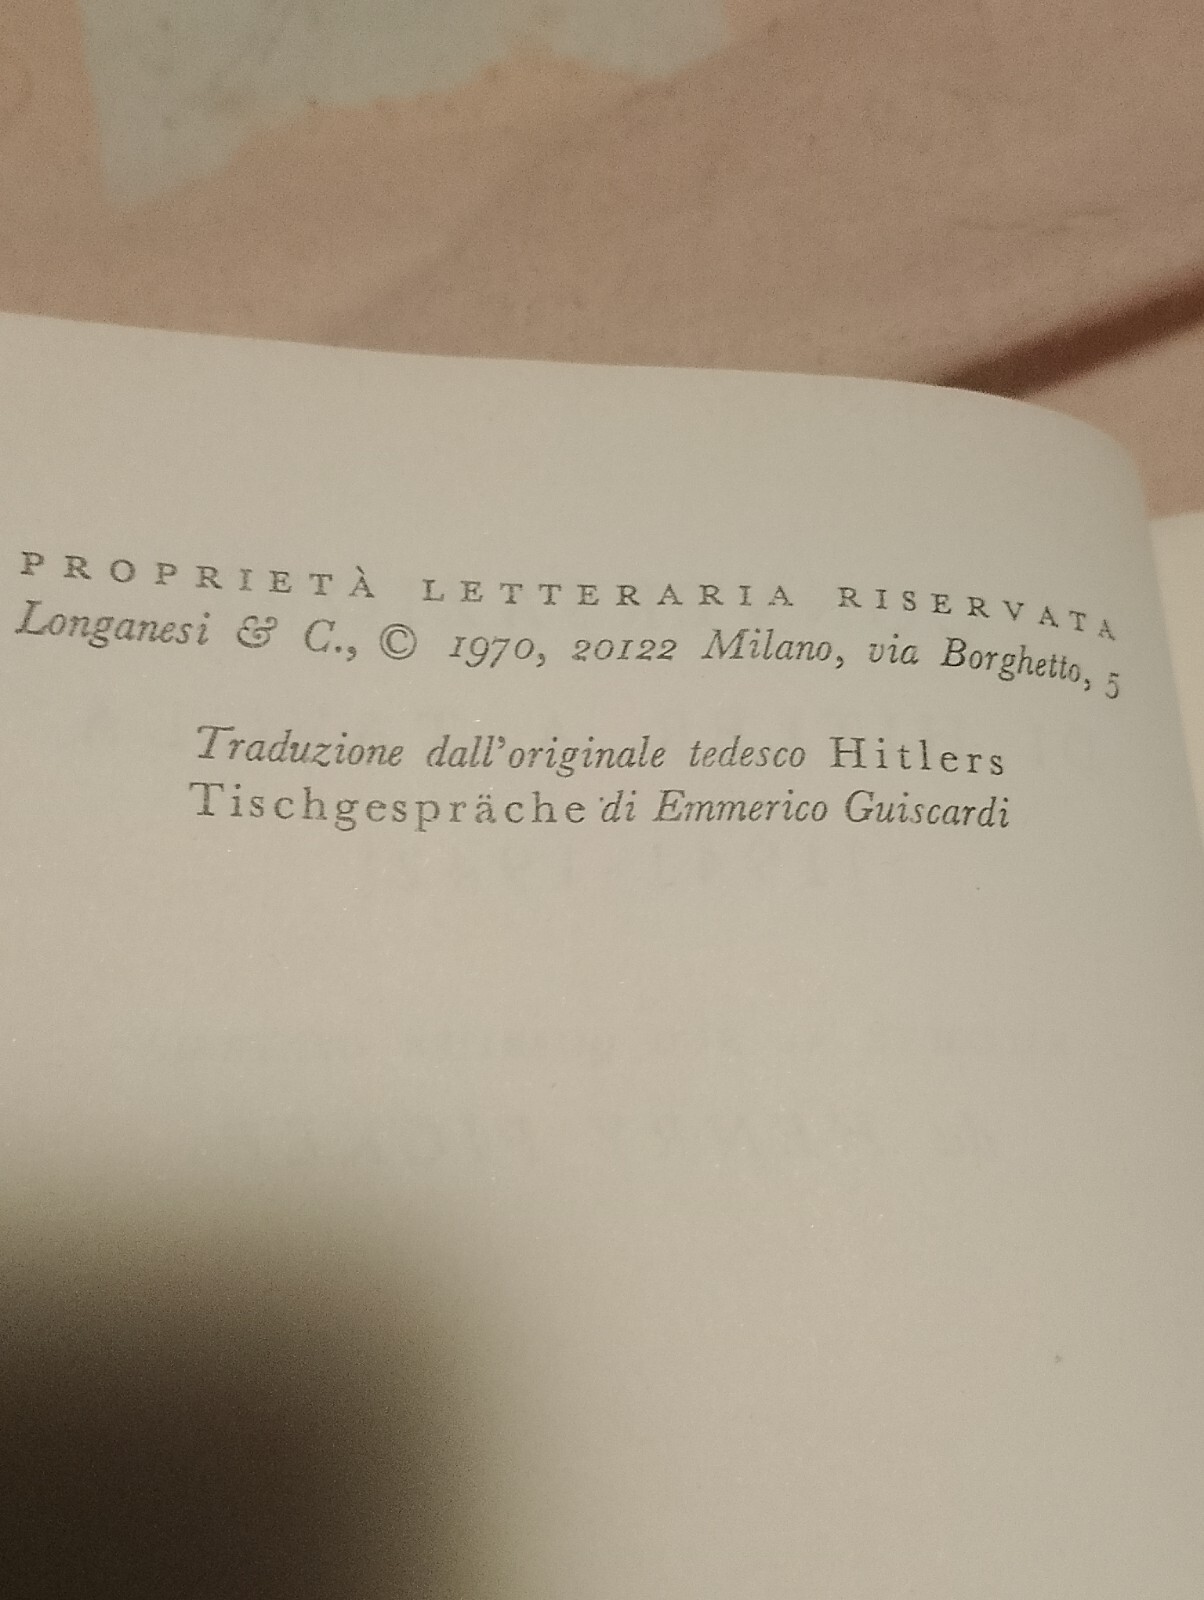 PROPRIETÀ LETTERARIA RISERVATA
Longanesi & C., © 1970, 20122 Milano, via Borghetto, 5
Traduzione dall'originale tedesco Hitlers
Tischgespräche di Emmerico Guiscardi